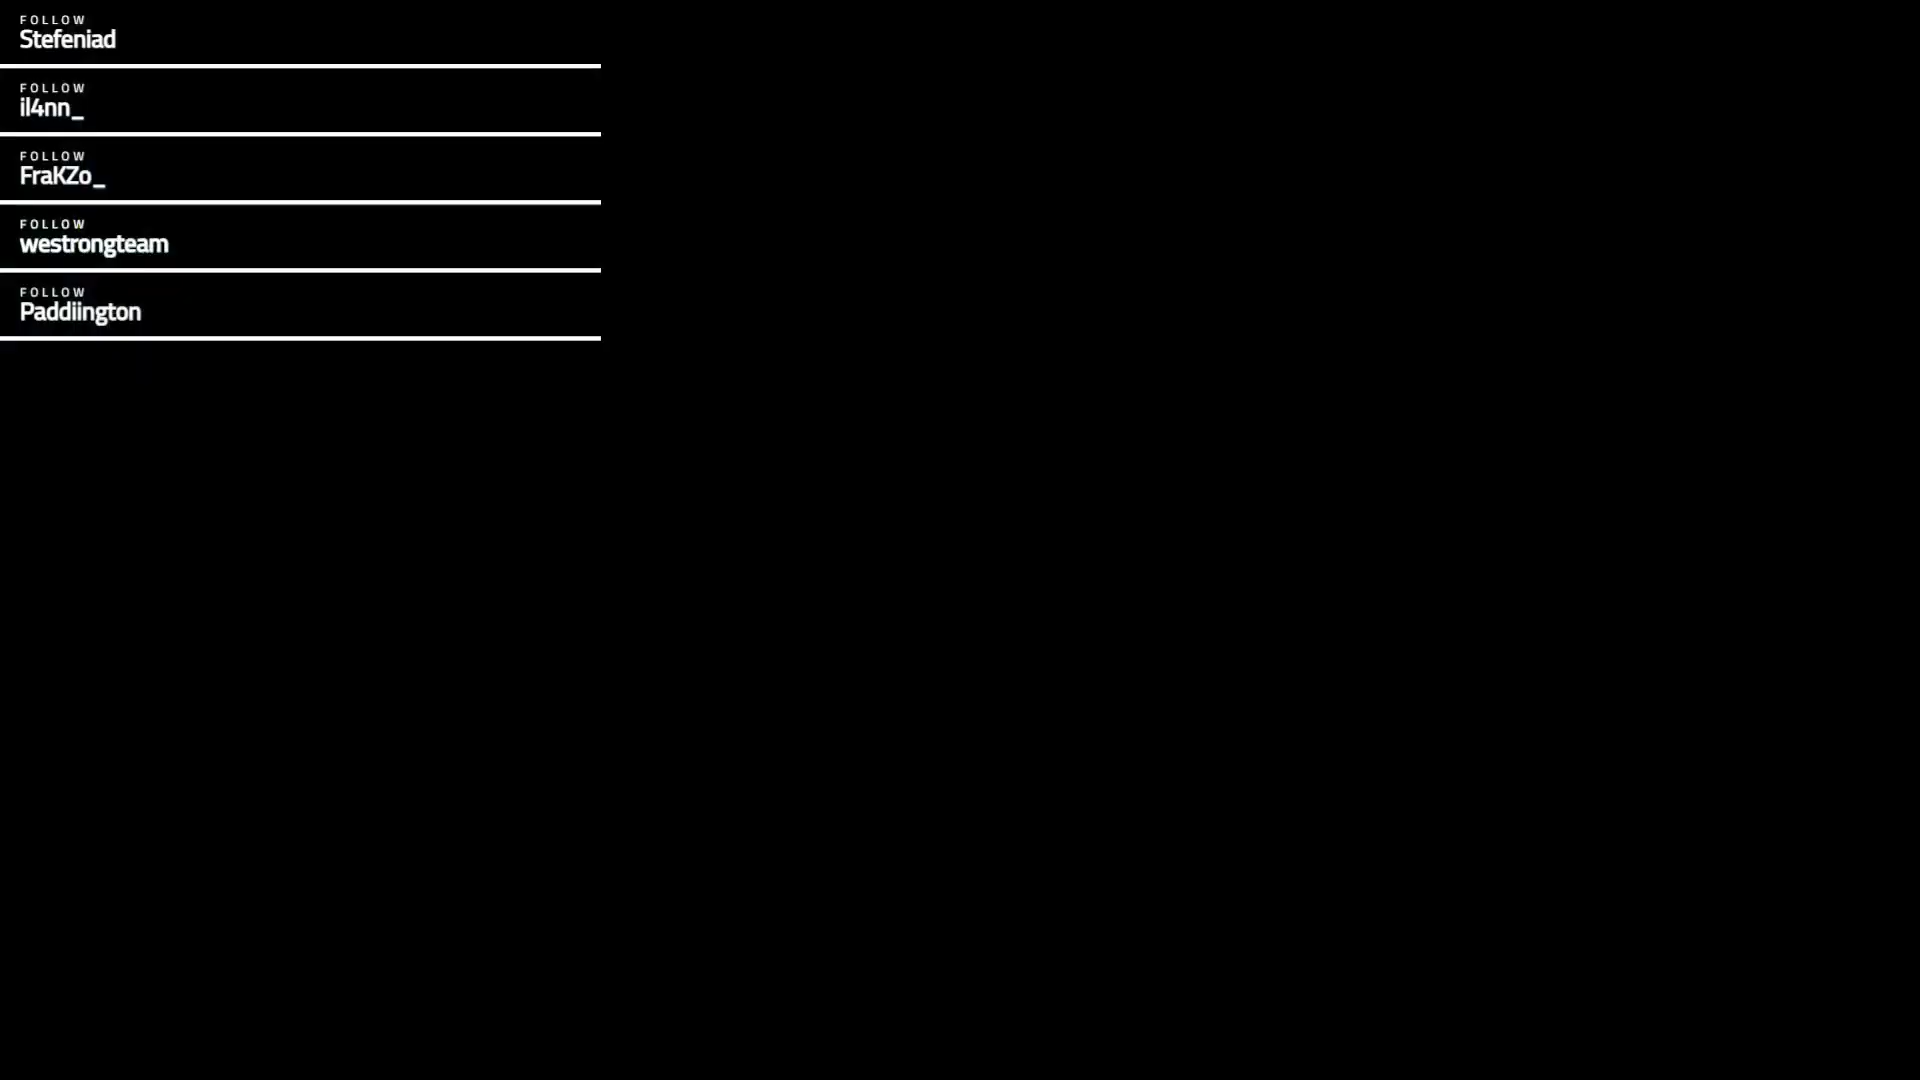 FOLLOW
Stefeniad
FOLLOW
il4nn_
FOLLOW
FraKZo_
FOLLOW
westrongteam
FOLLOW
Paddiington